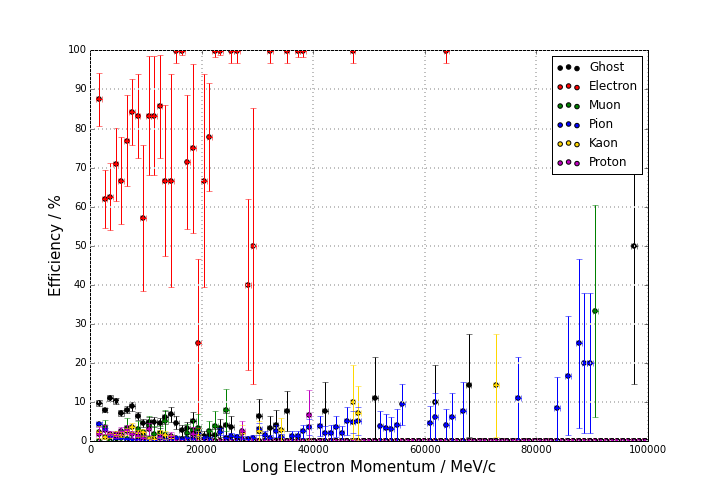 100
90
80
70
60
50
40
30
20
10
0
Efficiency / %
Ghost
Electron
Muon
Pion
Kaon
Proton
0 20000 40000 60000 80000 100000
Long Electron Momentum / MeV/c